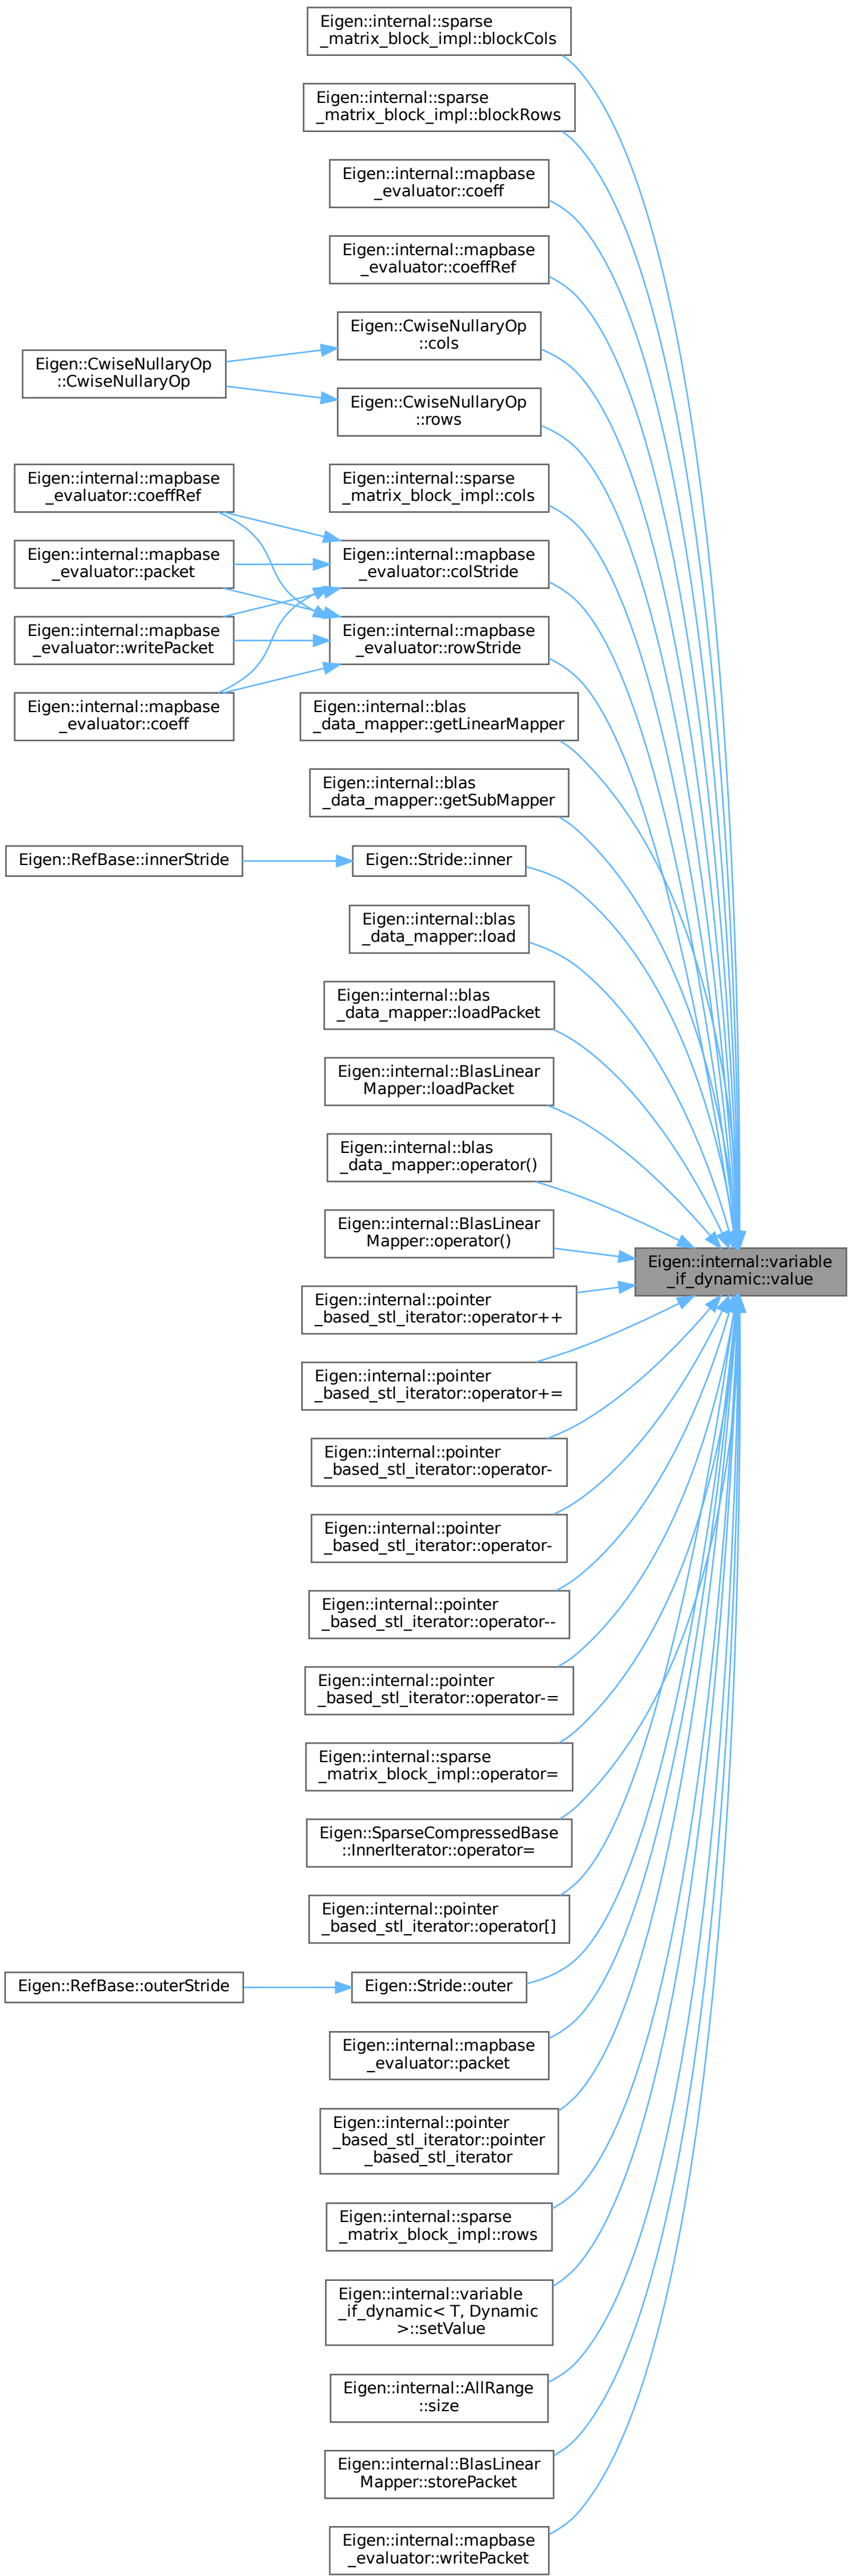 Eigen::internal::sparse
_matrix_block_impl::blockCols
Eigen::internal::sparse
_matrix_block_impl::blockRows
Eigen::internal::mapbase
_evaluator::coeff
Eigen::internal::mapbase
_evaluator::coeffRef
Eigen::CwiseNullaryOp
::cols
Eigen::CwiseNullaryOp
::CwiseNullaryOp
Eigen::CwiseNullaryOp
::rows
Eigen::internal::mapbase
_evaluator::coeffRef
Eigen::internal::sparse
_matrix_block_impl::cols
Eigen::internal::mapbase
_evaluator::packet
Eigen::internal::mapbase
_evaluator::colStride
Eigen::internal::mapbase
_evaluator::writePacket
Eigen::internal::mapbase
_evaluator::rowStride
Eigen::internal::mapbase
_evaluator::coeff
Eigen::internal::blas
_data_mapper::getLinearMapper
Eigen::internal::blas
_data_mapper::getSubMapper
Eigen::RefBase::innerStride
Eigen::Stride::inner
Eigen::internal::blas
_data_mapper::load
Eigen::internal::blas
_data_mapper::loadPacket
Eigen::internal::BlasLinear
Mapper::loadPacket
Eigen::internal::blas
_data_mapper::operator()
Eigen::internal::BlasLinear
Mapper::operator()
Eigen::internal::variable
_if_dynamic::value
Eigen::internal::pointer
_based_stl_iterator::operator++
Eigen::internal::pointer
_based_stl_iterator::operator+=
Eigen::internal::pointer
_based_stl_iterator::operator-
Eigen::internal::pointer
_based_stl_iterator::operator-
Eigen::internal::pointer
_based_stl_iterator::operator--
Eigen::internal::pointer
_based_stl_iterator::operator-=
Eigen::internal::sparse
_matrix_block_impl::operator=
Eigen::SparseCompressedBase
::InnerIterator::operator=
Eigen::internal::pointer
_based_stl_iterator::operator[]
Eigen::RefBase::outerStride
Eigen::Stride::outer
Eigen::internal::mapbase
_evaluator::packet
Eigen::internal::pointer
_based_stl_iterator::pointer
_based_stl_iterator
Eigen::internal::sparse
_matrix_block_impl::rows
Eigen::internal::variable
_if_dynamic< T, Dynamic
>::setValue
Eigen::internal::AllRange
::size
Eigen::internal::BlasLinear
Mapper::storePacket
Eigen::internal::mapbase
_evaluator::writePacket